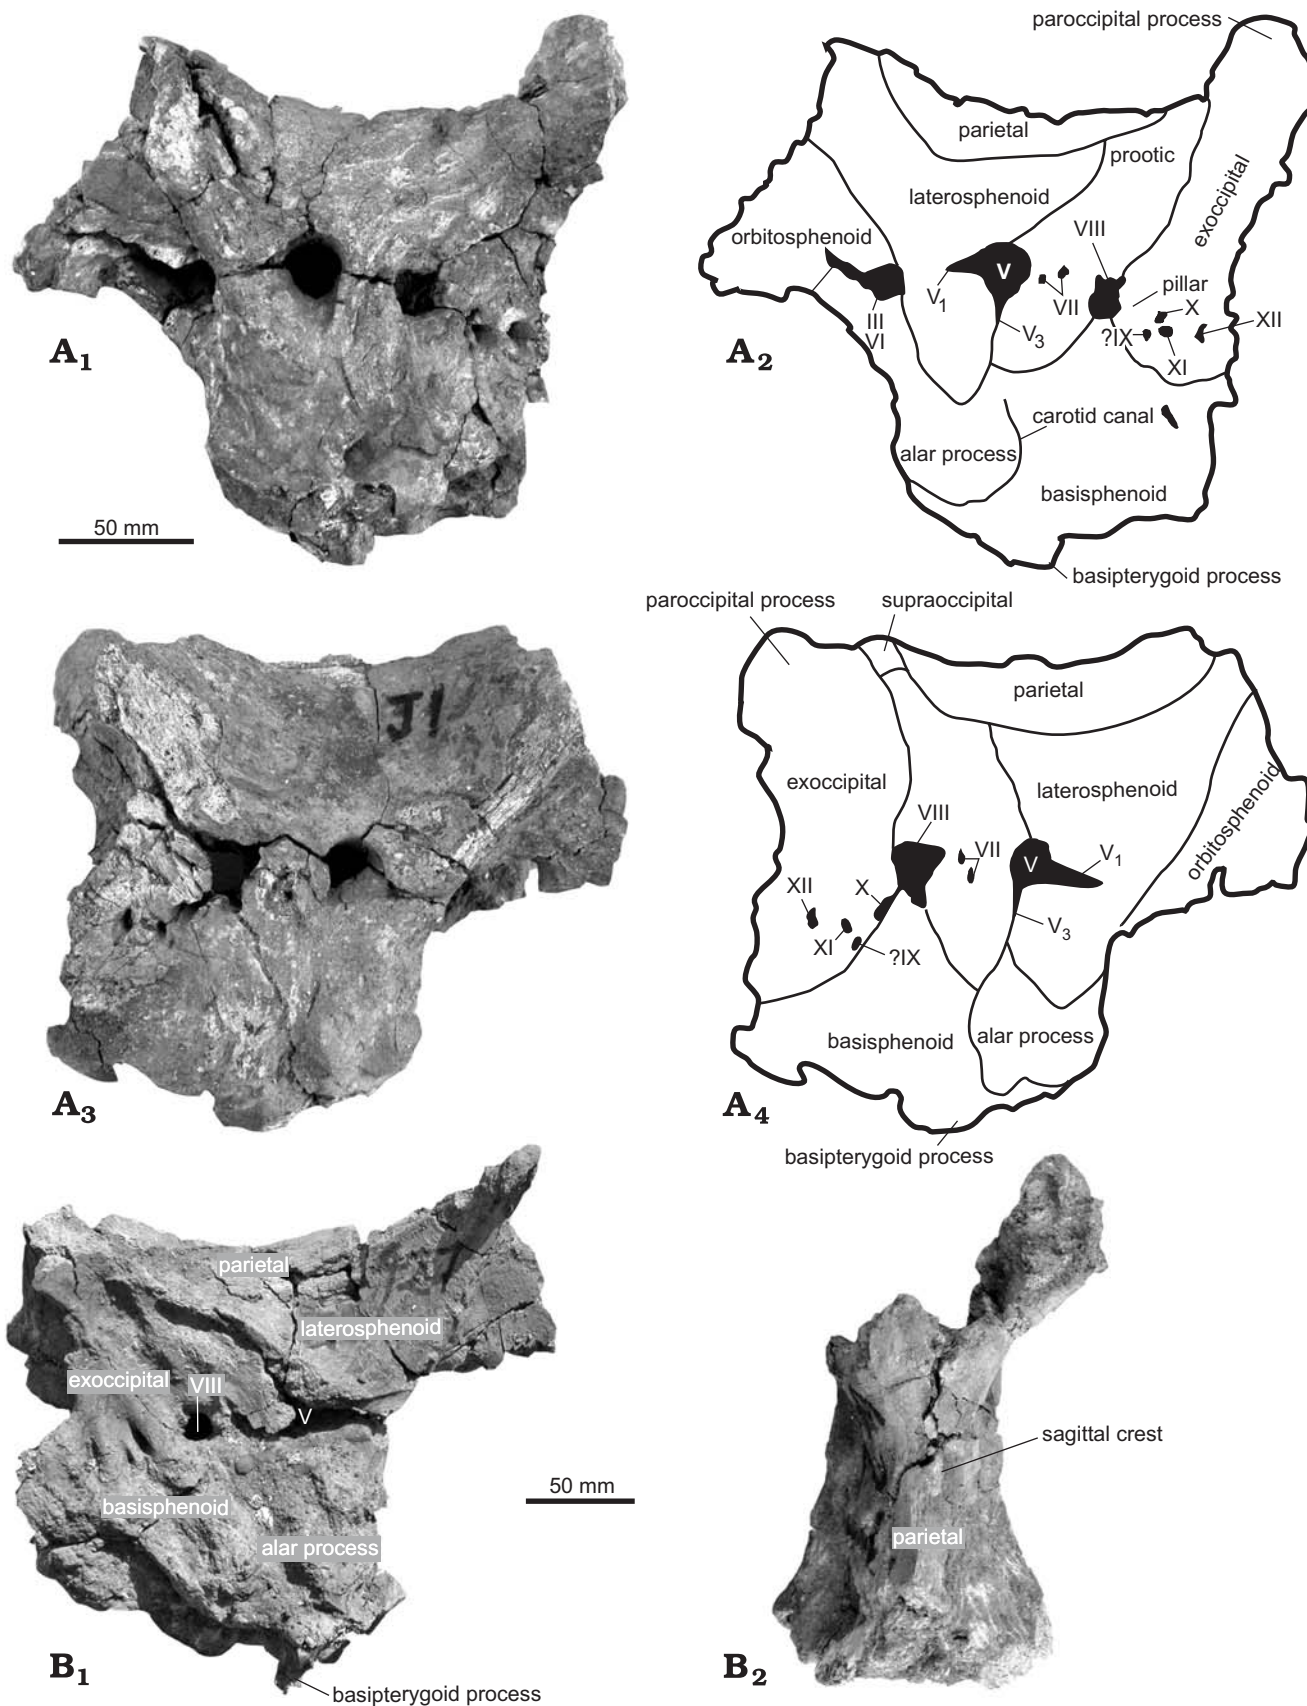 paroccipital process
parietal
prootic
laterosphenoid
exoccipital
VIII
orbitosphenoid
V
pillar
V1
VII
X
XII
III
VI
V3
?IX
XI
A1
A2
carotid canal
alar process
basisphenoid
50 mm
basipterygoid process
paroccipital process
supraoccipital
parietal
J1
exoccipital
laterosphenoid
orbitosphenoid
VIII
VII
V
V1
XII
X
V3
XI
?IX
basisphenoid
alar process
A3
A4
basipterygoid process
parietal
laterosphenoid
exoccipital
VIII
V
sagittal crest
50 mm
basisphenoid
parietal
alar process
B1
B2
basipterygoid process